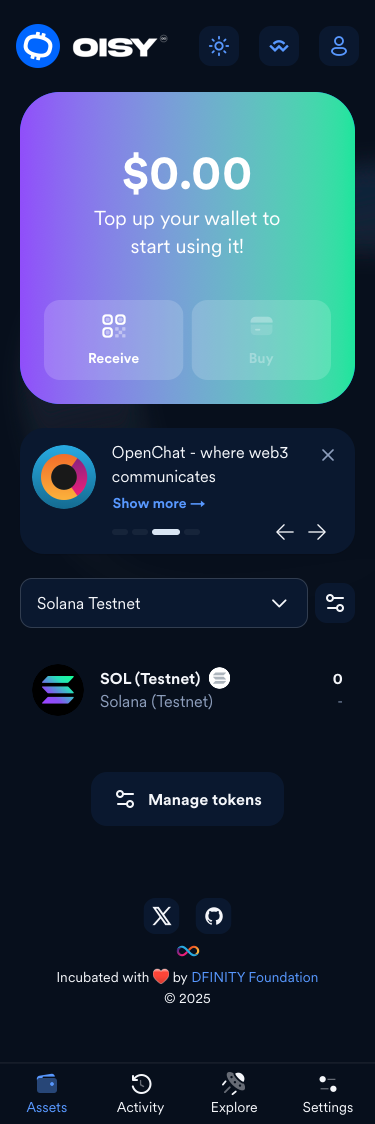 OISY
$0.00
Top up your wallet to
start using it!
Receive
Buy
OpenChat - where web3
communicates
Show more →
Solana Testnet
SOL (Testnet)
0
Solana (Testnet)
-
Manage tokens
Incubated with ❤️ by DFINITY Foundation
© 2025
Assets
Activity
Explore
Settings